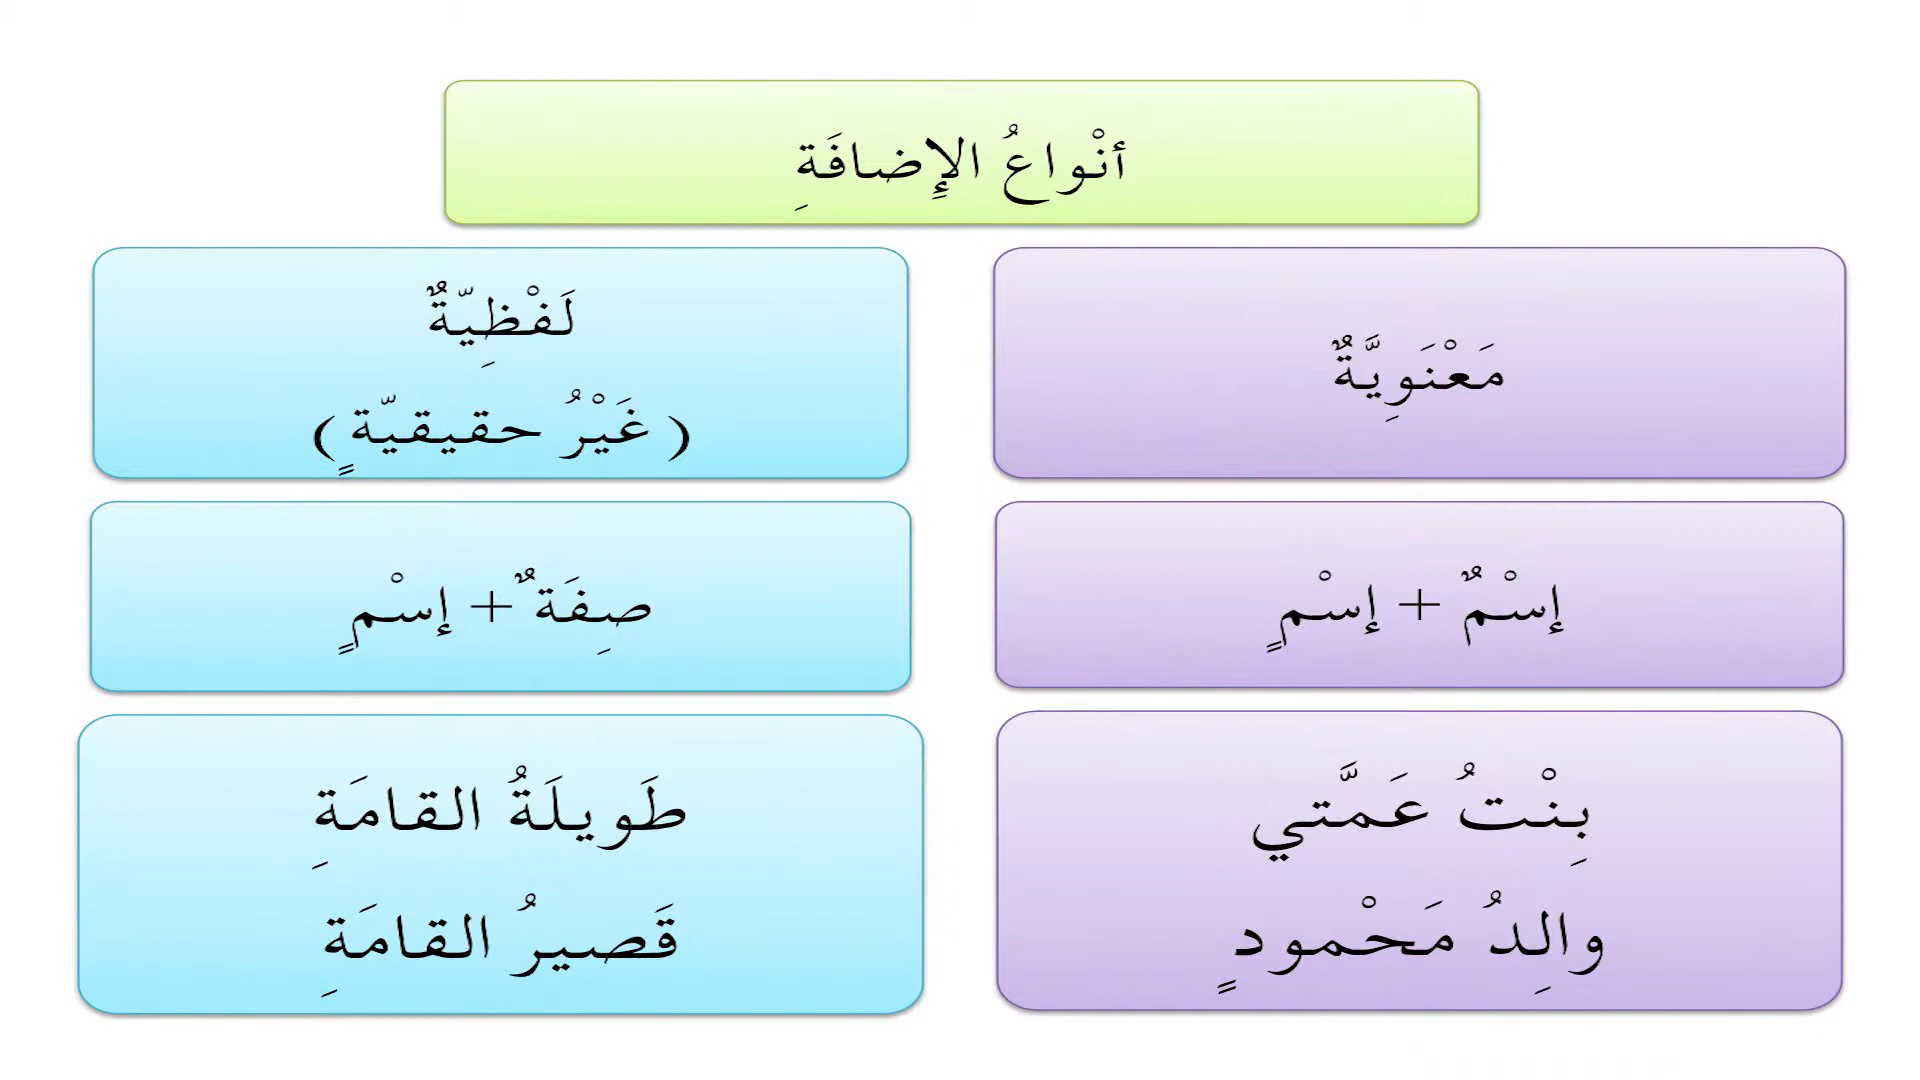 أنْواعُ الإِضافَةِ
مَعْنَوِيَّةٌ
لَفْظِيّةٌ
( غَيْرُ حقيقيّةٍ )
إسْمٌ + إسْمٍ
صِفَةٌ + إسْمٍ
بِنْتُ عَمَّتي
والِدُ مَحْمودٍ
طَويلَةُ القامَةِ
قَصيرُ القامَةِ